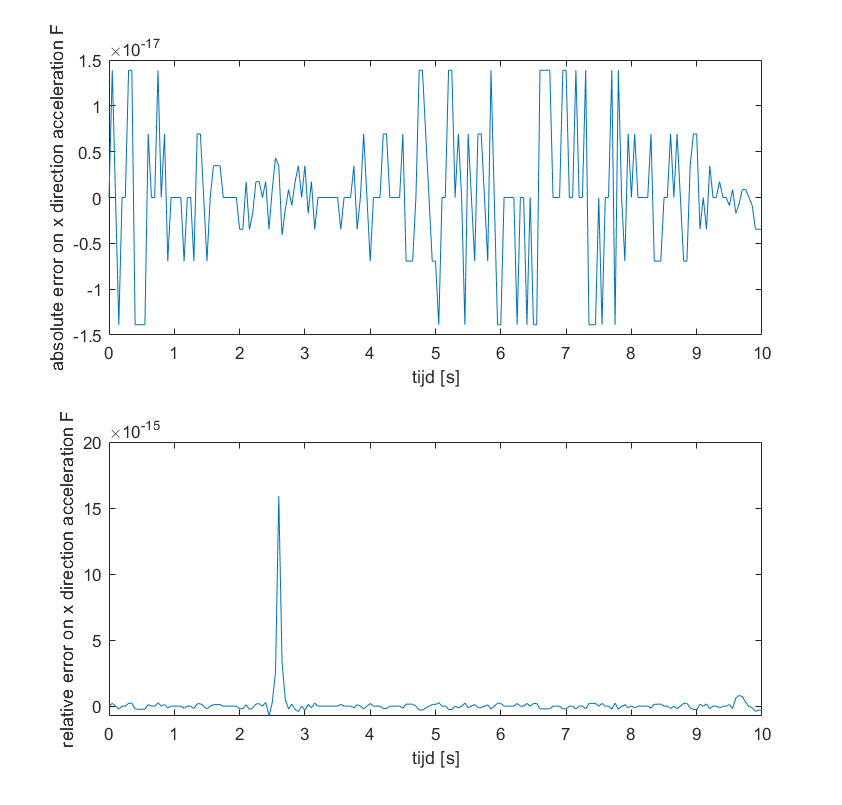 ×10-17
absolute error on x direction acceleration F
1.5
1
0.5
0
-0.5
-1
-1.5
0 1 2 3 4 5 6 7 8 9 10
tijd [s]
×10-15
relative error on x direction acceleration F
20
15
10
5
0
0 1 2 3 4 5 6 7 8 9 10
tijd [s]